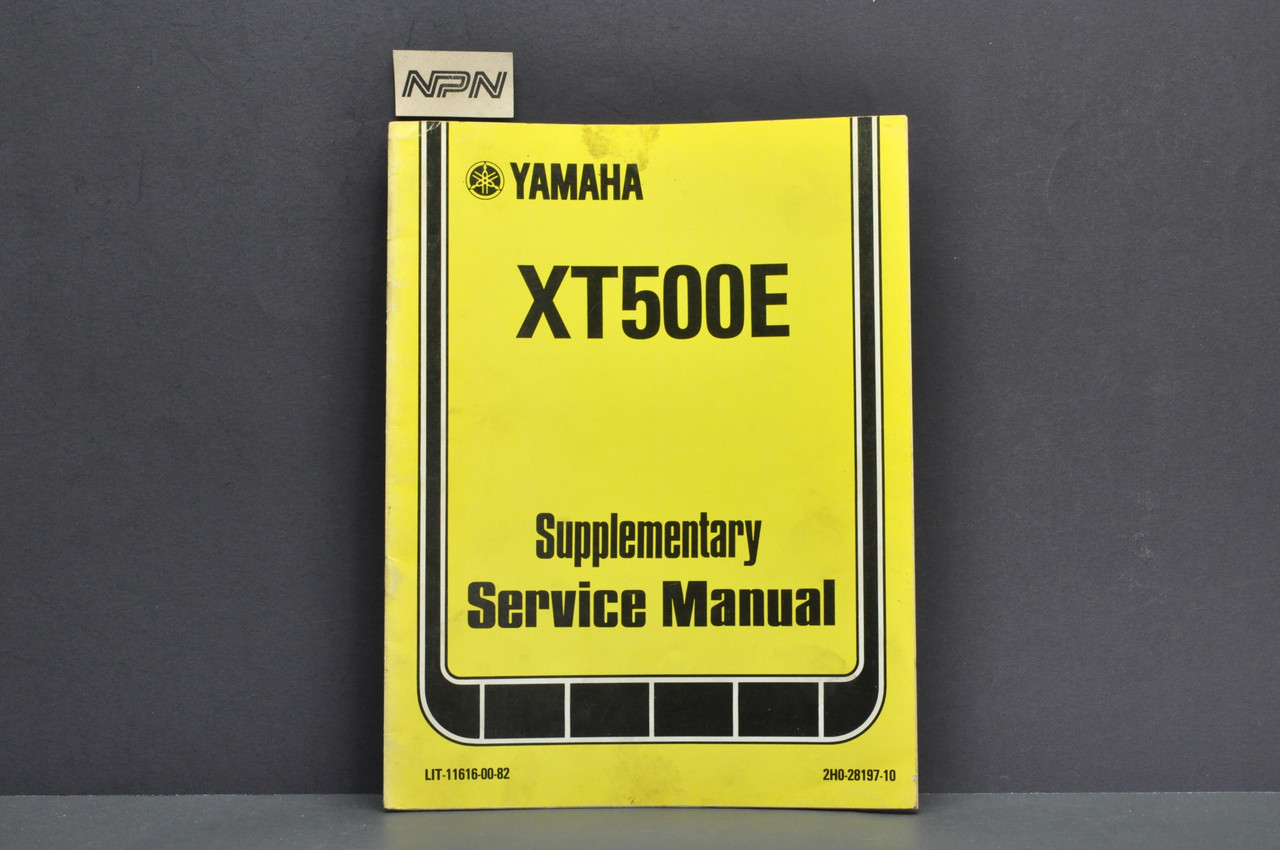 NPN
YAMAHA
XT500E
Supplementary
Service Manual
LIT-11616-00-82 2H0-28197-10